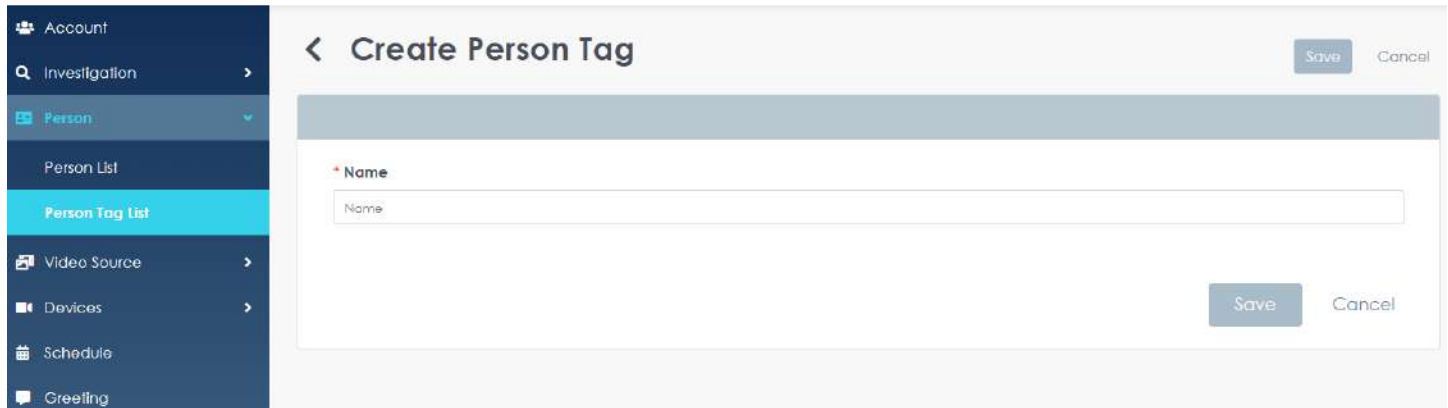 Account
Investigation
Person
Person List
Person Tag List
Video Source
Devices
Schedule
Greeting
Create Person Tag
Save Cancel
* Name
Name
Save Cancel